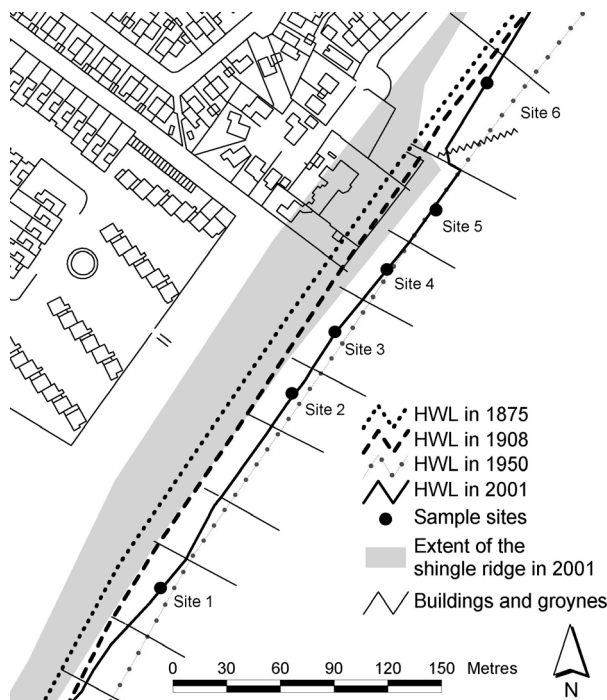 Site 6
Site 5
Site 4
Site 3
Site 2
Site 1
HWL in 1875
HWL in 1908
HWL in 1950
HWL in 2001
Sample sites
Extent of the
shingle ridge in 2001
Buildings and groynes
0 30 60 90 120 150 Metres
N